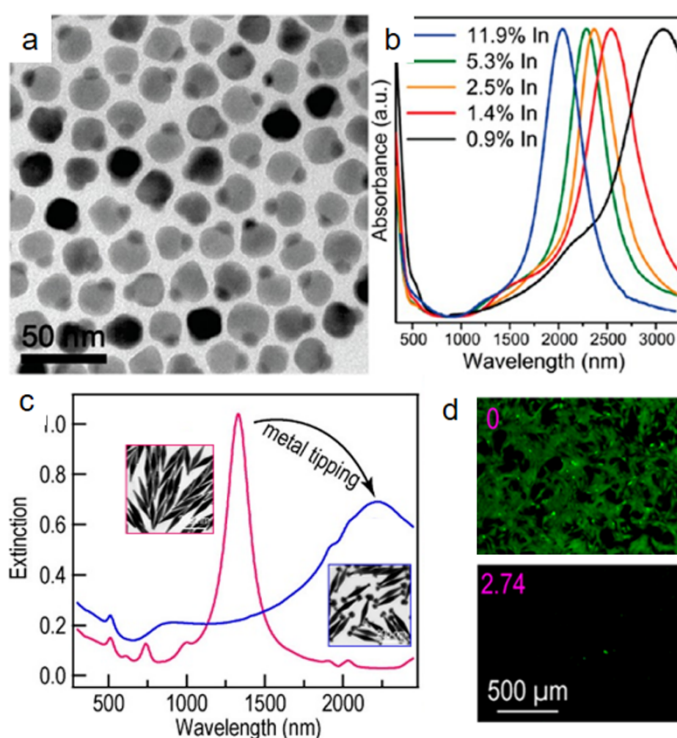 a
50 nm
b
11.9% In
5.3% In
2.5% In
1.4% In
0.9% In
Absorbance (a.u.)
500 1000 1500 2000 2500 3000
Wavelength (nm)
c
1.0
0.8
0.6
0.4
0.2
0.0
Extinction
metal tipping
500 1000 1500 2000
Wavelength (nm)
d
0
2.74
500 μm